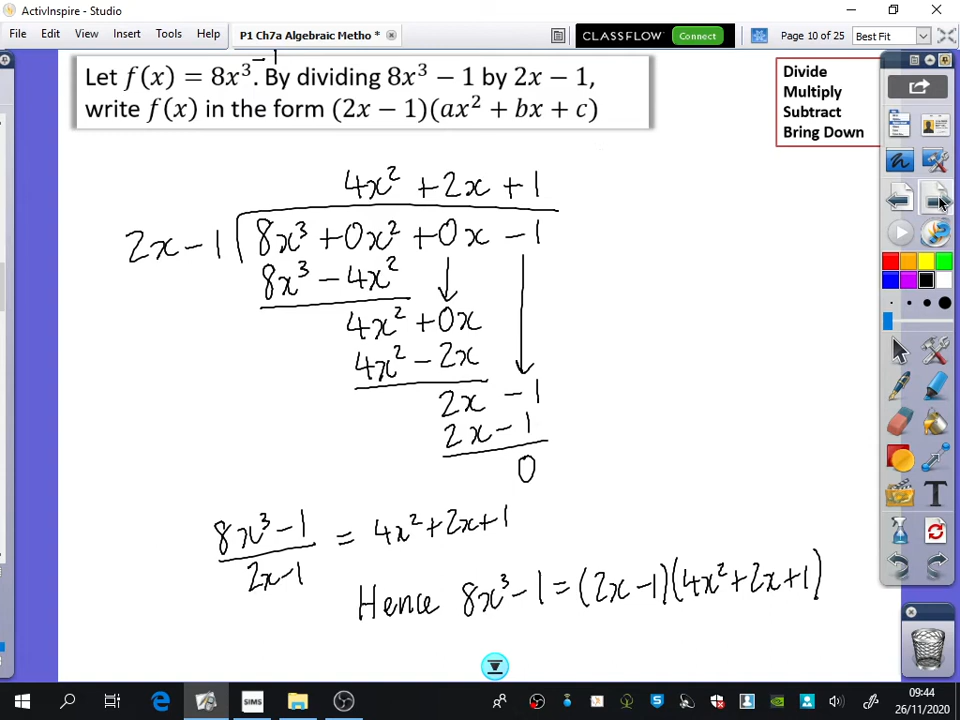 ActivInspire - Studio
File Edit View Insert Tools Help
P1 Ch7a Algebraic Metho *
CLASSFLOW Connect
Page 10 of 25
Best Fit
Let f(x) = 8x³. - 1 By dividing 8x³ − 1 by 2x − 1,
write f(x) in the form (2x − 1)(ax² + bx + c)
Divide
Multiply
Subtract
Bring Down
4x² + 2x + 1
2x − 1 8x³ + 0x² + 0x − 1
8x³ − 4x²
4x² + 0x
4x² − 2x
2x − 1
2x − 1
0
8x³ − 1 = 4x² + 2x + 1
2x − 1
Hence 8x³ − 1 = (2x − 1)(4x² + 2x + 1)
SIMS
09:44
26/11/2020